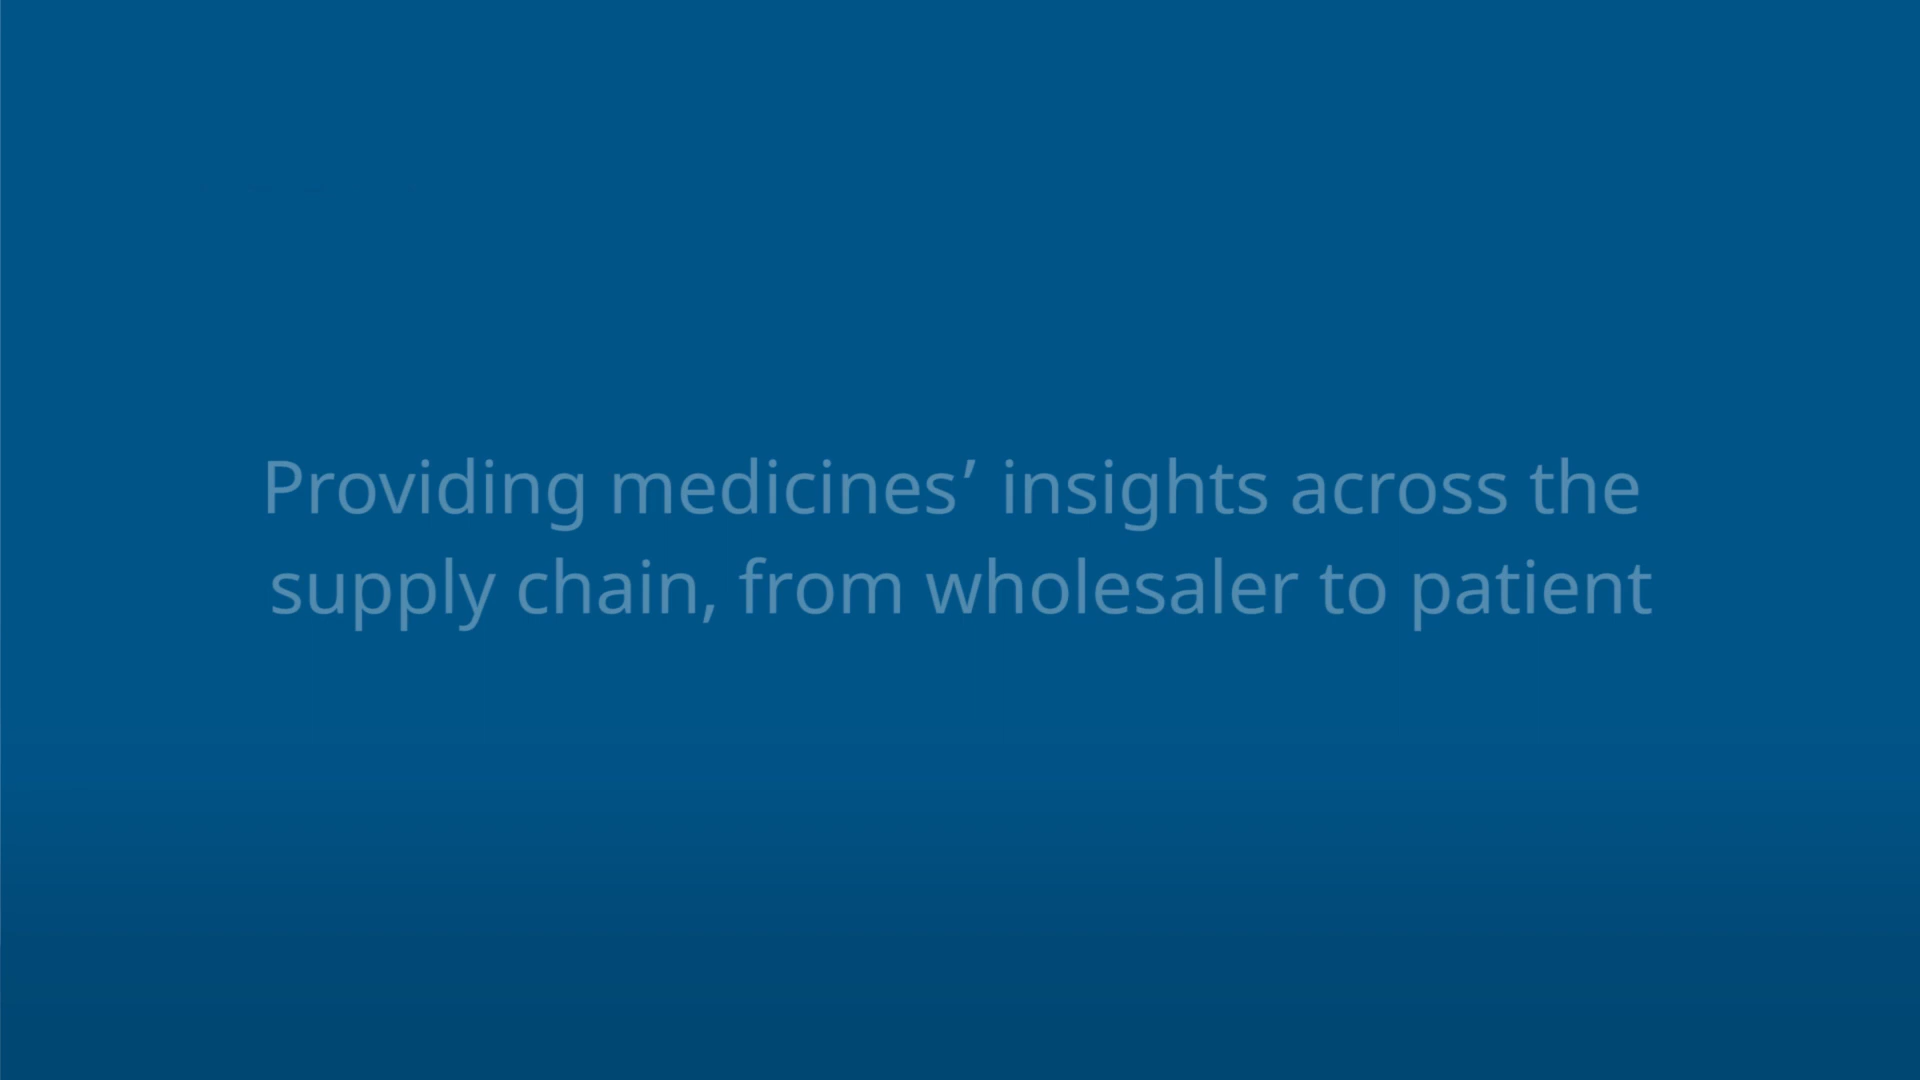 Providing medicines’ insights across the
supply chain, from wholesaler to patient